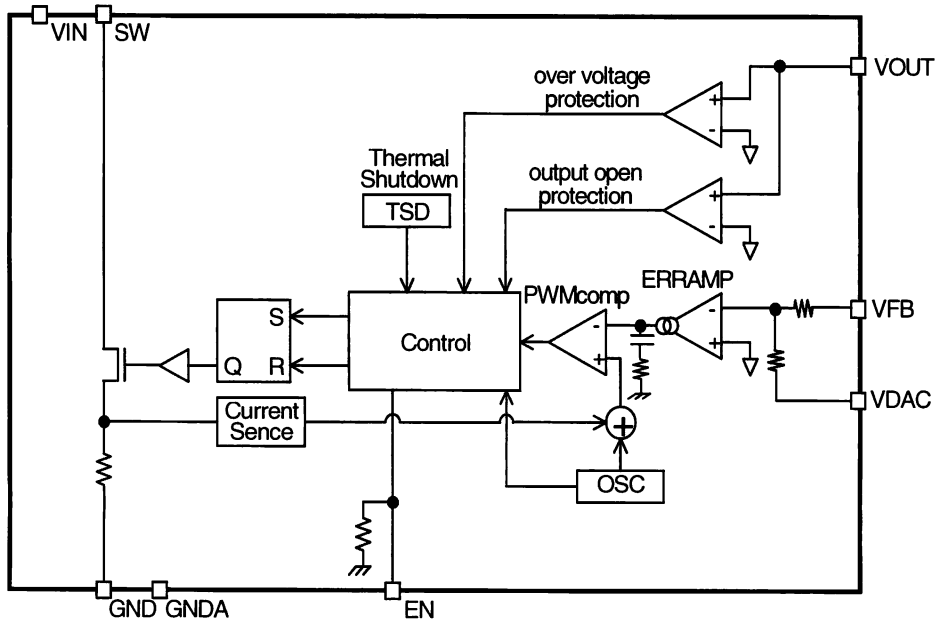 VIN
SW
VOUT
over voltage
protection
+
-
Thermal
Shutdown
TSD
output open
protection
+
-
PWMcomp
ERRAMP
VFB
S
Q
R
Control
-
+
-
+
VDAC
Current
Sence
+
OSC
GND
GNDA
EN